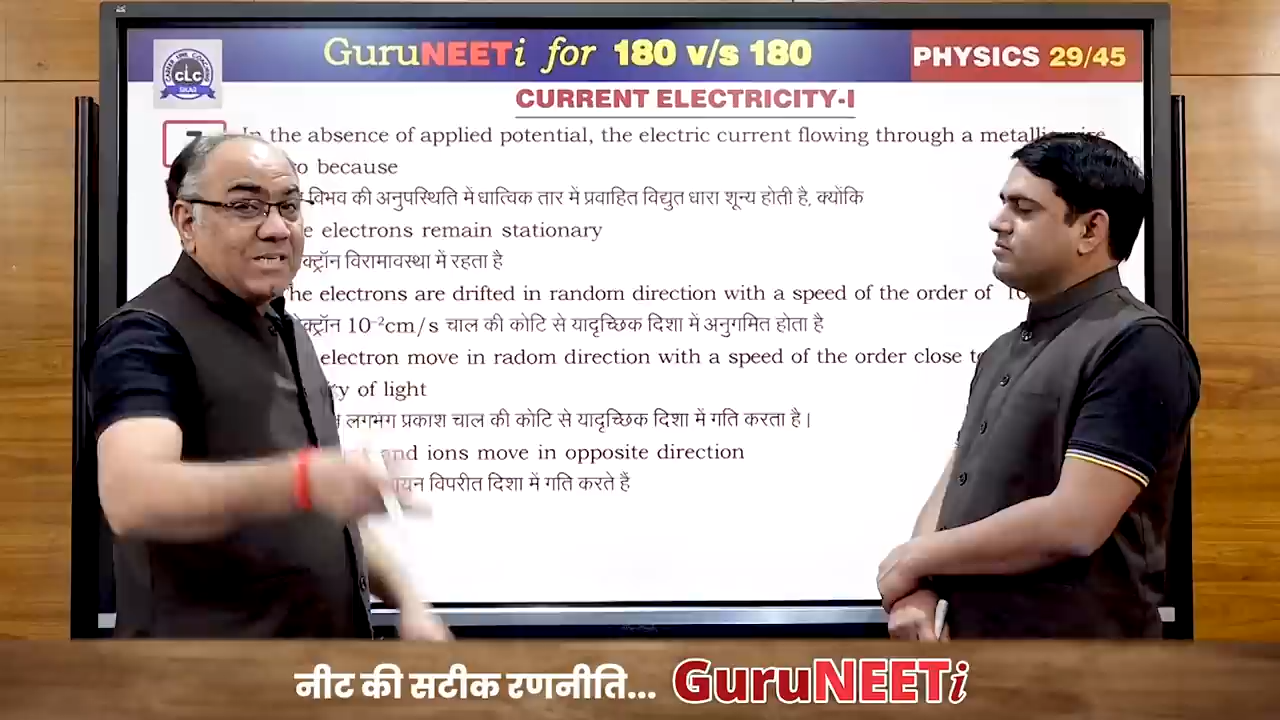 GuruNEETi for 180 v/s 180
PHYSICS 29/45
CLC
SIKAR
CURRENT ELECTRICITY-I
7
In the absence of applied potential, the electric current flowing through a metallic wire
because
विभव की अनुपस्थिति में धात्विक तार में प्रवाहित विद्युत धारा शून्य होती है, क्योंकि
electrons remain stationary
विरामावस्था में रहता है
The electrons are drifted in random direction with a speed of the order of 10
10⁻²cm/s चाल की कोटि से यादृच्छिक दिशा में अनुगमित होता है
electron move in radom direction with a speed of the order close to
of light
लगभग प्रकाश चाल की कोटि से यादृच्छिक दिशा में गति करता है |
and ions move in opposite direction
विपरीत दिशा में गति करते हैं
नीट की सटीक रणनीति... GuruNEETi